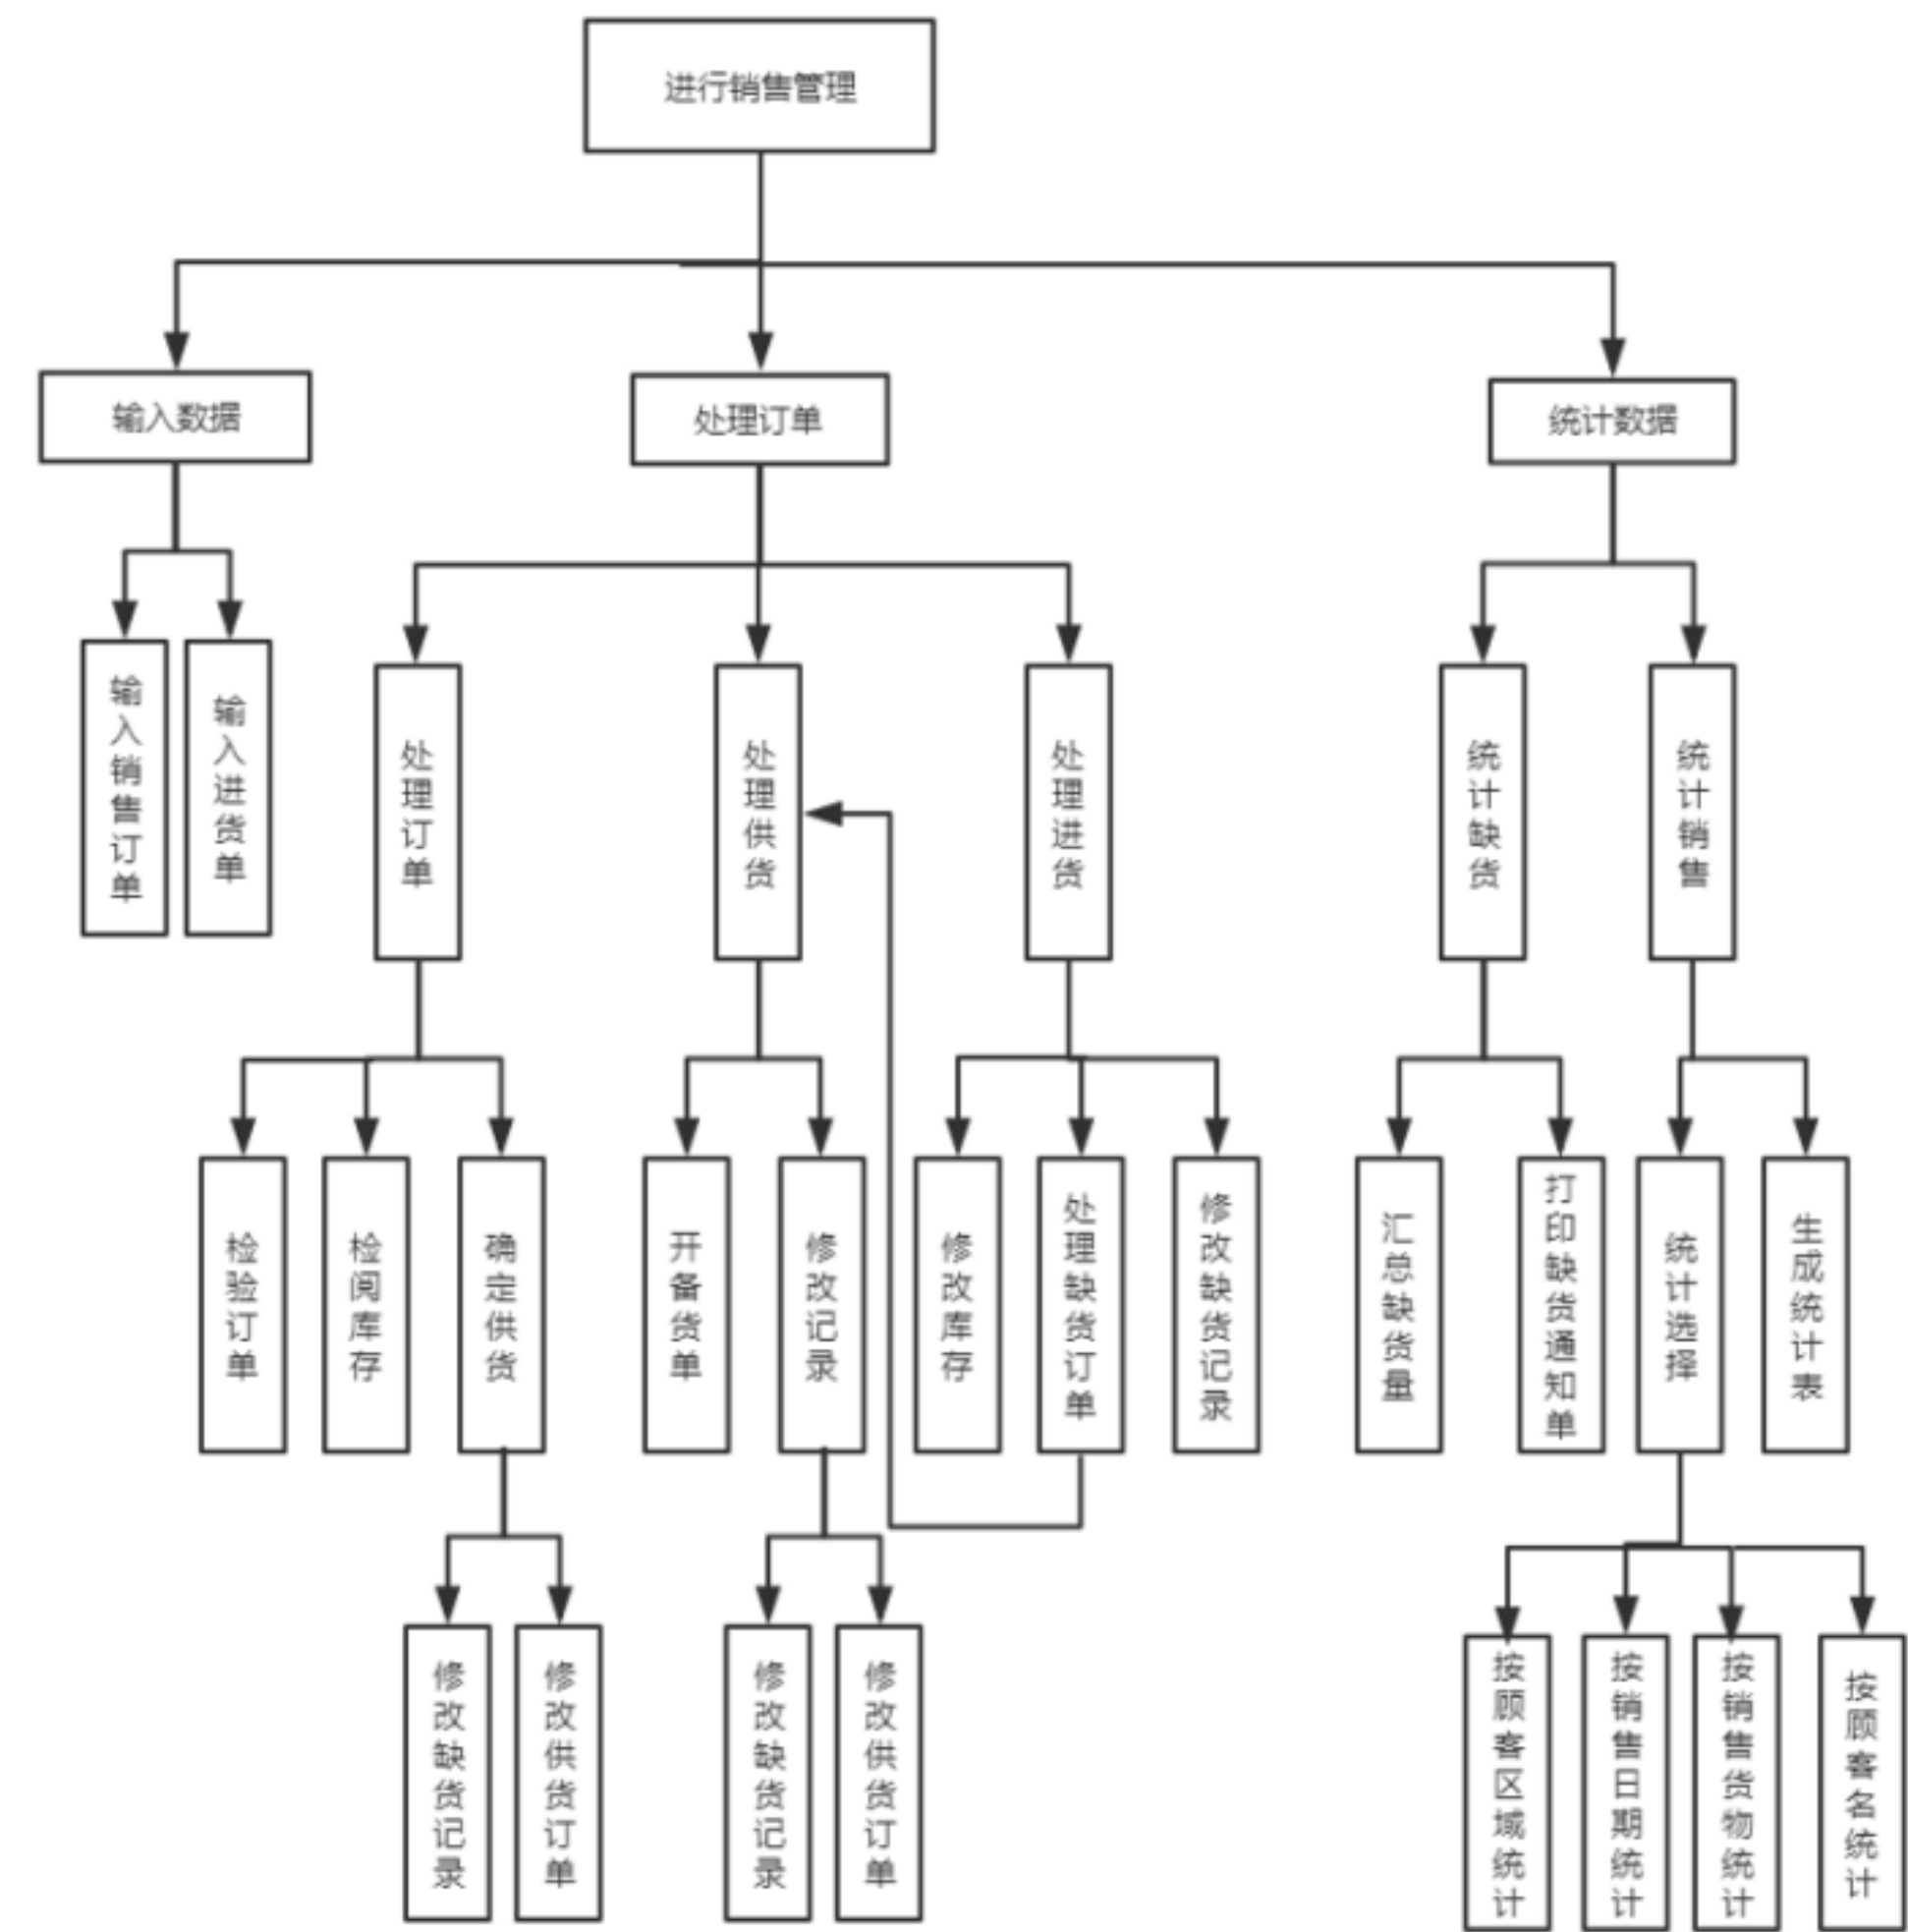 进行销售管理
输入数据
处理订单
统计数据
输入销售订单
输入进货单
处理订单
处理供货
处理进货
统计缺货
统计销售
检验订单
检阅库存
确定供货
开备货单
修改记录
修改库存
处理缺货订单
修改缺货记录
汇总缺货量
打印缺货通知单
统计选择
生成统计表
修改缺货记录
修改供货订单
修改缺货记录
修改供货订单
按顾客区域统计
按销售日期统计
按销售货物统计
按顾客名统计